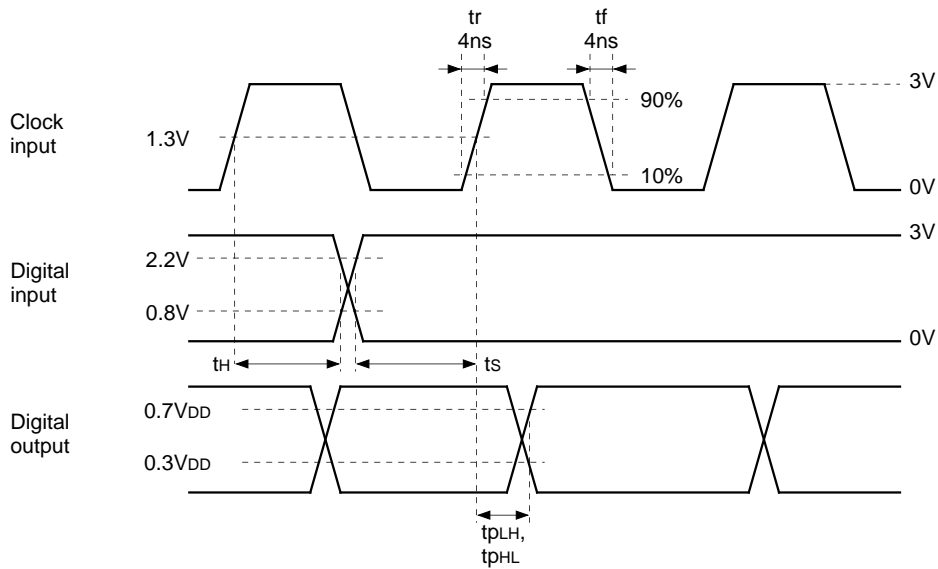 tr
4ns
tf
4ns
3V
90%
Clock
input
1.3V
10%
0V
3V
2.2V
Digital
input
0.8V
0V
tH
tS
0.7VDD
Digital
output
0.3VDD
tpLH,
tpHL